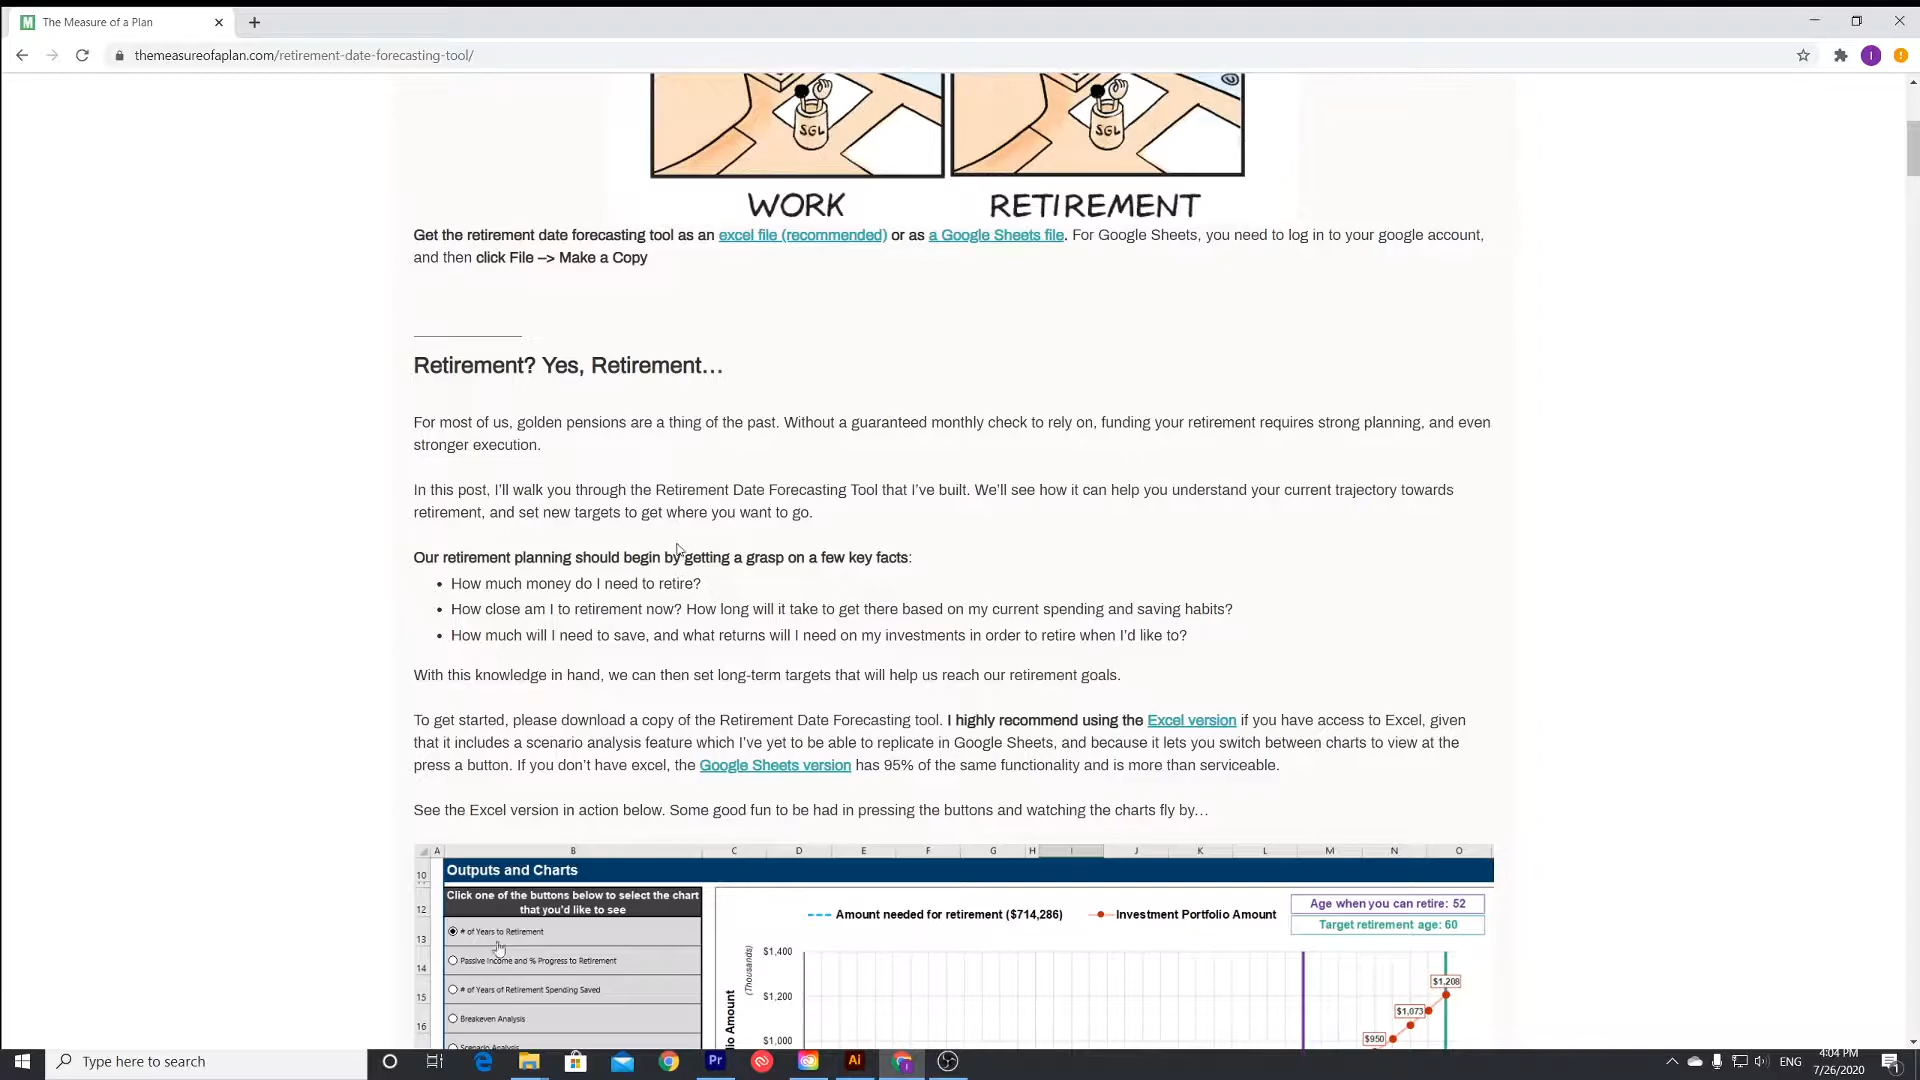 The Measure of a Plan
themeasureofaplan.com/retirement-date-forecasting-tool/
I
SGL
SGL
WORK
RETIREMENT
Get the retirement date forecasting tool as an excel file (recommended) or as a Google Sheets file. For Google Sheets, you need to log in to your google account,
and then click File –> Make a Copy
Retirement? Yes, Retirement…
For most of us, golden pensions are a thing of the past. Without a guaranteed monthly check to rely on, funding your retirement requires strong planning, and even
stronger execution.
In this post, I’ll walk you through the Retirement Date Forecasting Tool that I’ve built. We’ll see how it can help you understand your current trajectory towards
retirement, and set new targets to get where you want to go.
Our retirement planning should begin by getting a grasp on a few key facts:
• How much money do I need to retire?
• How close am I to retirement now? How long will it take to get there based on my current spending and saving habits?
• How much will I need to save, and what returns will I need on my investments in order to retire when I’d like to?
With this knowledge in hand, we can then set long-term targets that will help us reach our retirement goals.
To get started, please download a copy of the Retirement Date Forecasting tool. I highly recommend using the Excel version if you have access to Excel, given
that it includes a scenario analysis feature which I’ve yet to be able to replicate in Google Sheets, and because it lets you switch between charts to view at the
press a button. If you don’t have excel, the Google Sheets version has 95% of the same functionality and is more than serviceable.
See the Excel version in action below. Some good fun to be had in pressing the buttons and watching the charts fly by…
A B C D E F G H I J K L M N O
10 Outputs and Charts
12 Click one of the buttons below to select the chart
that you'd like to see
Amount needed for retirement ($714,286) Investment Portfolio Amount
Age when you can retire: 52
Target retirement age: 60
13 # of Years to Retirement
14 Passive Income and % Progress to Retirement
15 # of Years of Retirement Spending Saved
16 Breakeven Analysis
Scenario Analysis
(Thousands)
$1,400
$1,200
$1,000
$1,208
$1,073
$950
Amount
Type here to search
Pr
Ai
ENG
4:04 PM
7/26/2020
1